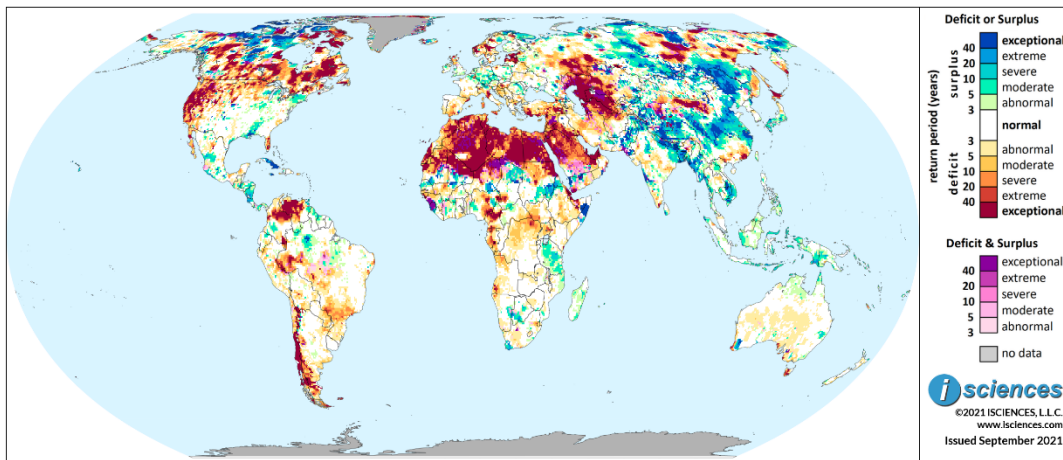 Deficit or Surplus
40
exceptional
20
extreme
10
severe
5
moderate
3
abnormal
normal
3
abnormal
5
moderate
10
severe
20
extreme
40
exceptional
return period (years)
deficit surplus
Deficit & Surplus
40
exceptional
20
extreme
10
severe
5
moderate
3
abnormal
no data
i sciences
©2021 ISCIENCES, L.L.C.
www.isciences.com
Issued September 2021